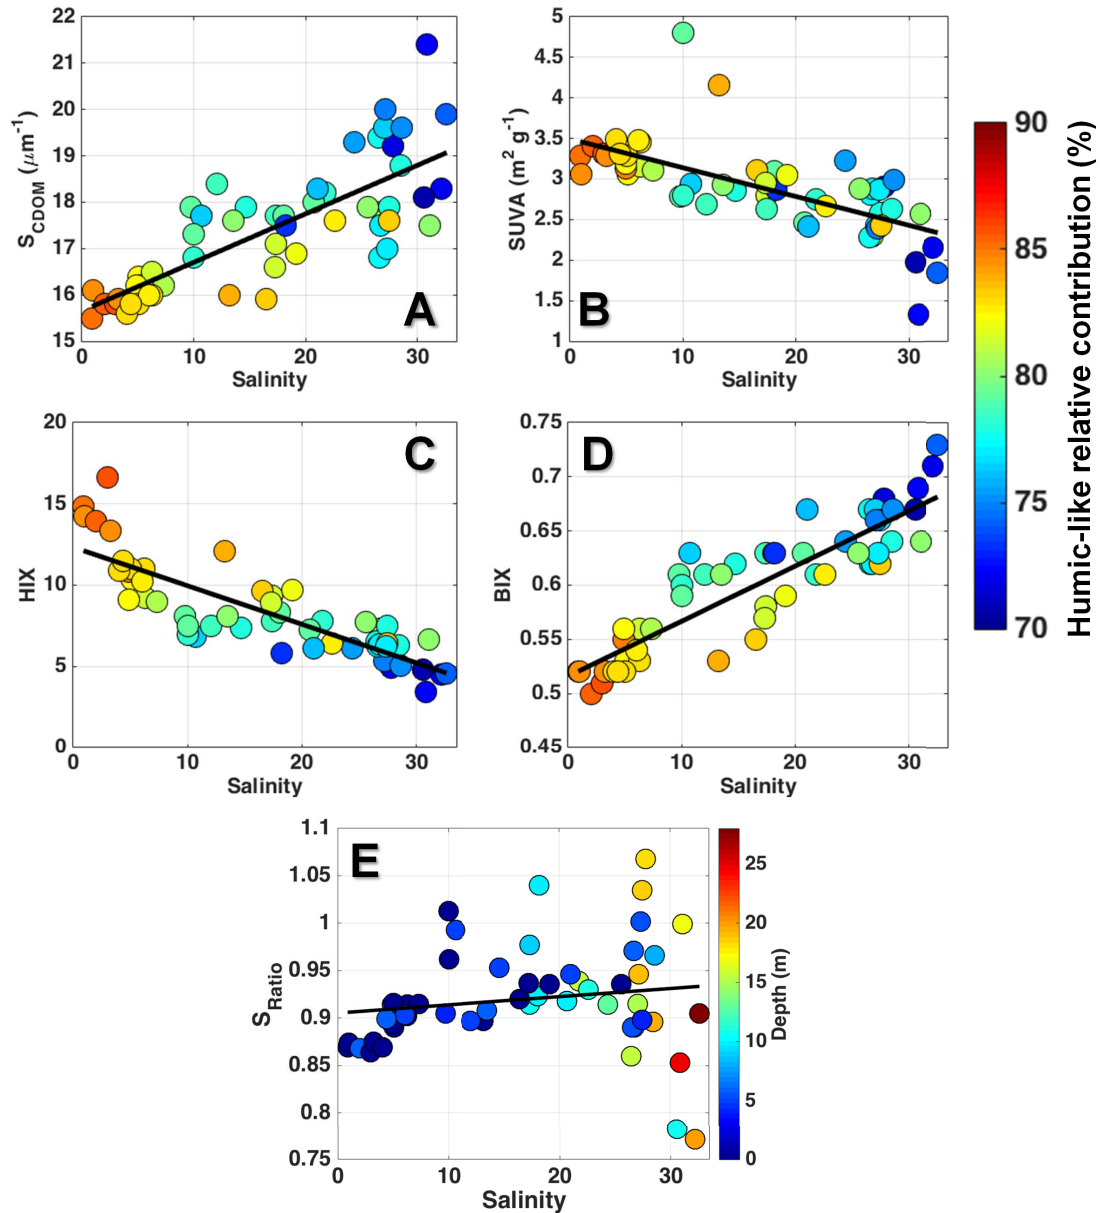 22
21
20
19
18
17
16
15
S_CDOM (μm⁻¹)
0 10 20 30
Salinity
A
5
4.5
4
3.5
3
2.5
2
1.5
1
SUVA (m² g⁻¹)
0 10 20 30
Salinity
B
90
85
80
75
70
Humic-like relative contribution (%)
20
15
10
5
0
HIX
0 10 20 30
Salinity
C
0.75
0.7
0.65
0.6
0.55
0.5
0.45
BIX
0 10 20 30
Salinity
D
1.1
1.05
1
0.95
0.9
0.85
0.8
0.75
S_Ratio
0 10 20 30
Salinity
E
25
20
15
10
5
0
Depth (m)